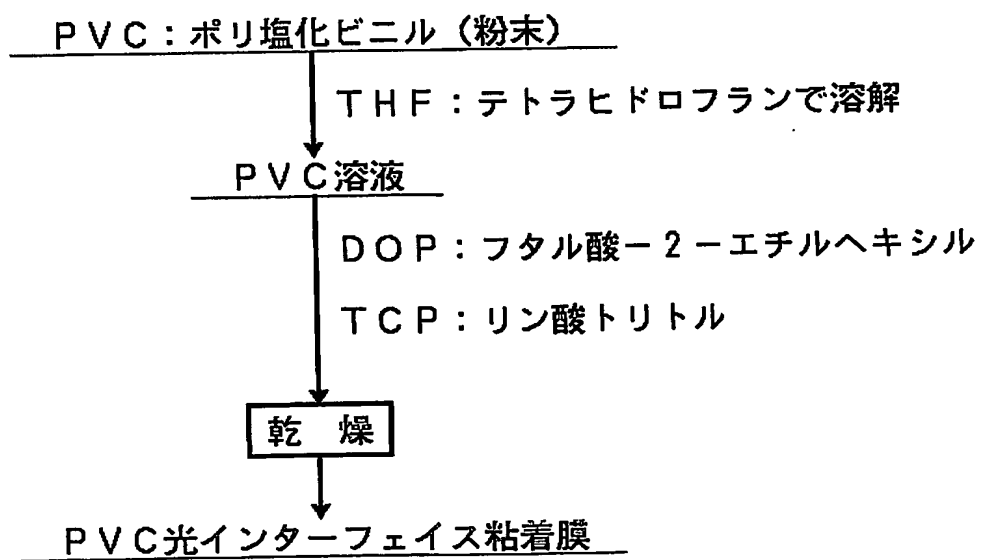 PVC：ポリ塩化ビニル（粉末）
THF：テトラヒドロフランで溶解
PVC溶液
DOP：フタル酸－2－エチルヘキシル
TCP：リン酸トリトル
乾　燥
PVC光インターフェイス粘着膜